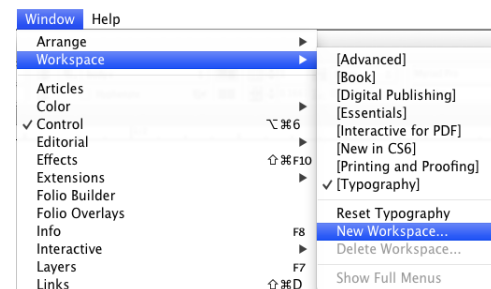 Window Help
Arrange
Workspace
Articles
Color
✓ Control ⌥⌘6
Editorial
Effects ⇧⌘F10
Extensions
Folio Builder
Folio Overlays
Info F8
Interactive
Layers F7
Links ⇧⌘D
[Advanced]
[Book]
[Digital Publishing]
[Essentials]
[Interactive for PDF]
[New in CS6]
[Printing and Proofing]
✓ [Typography]
Reset Typography
New Workspace...
Delete Workspace...
Show Full Menus